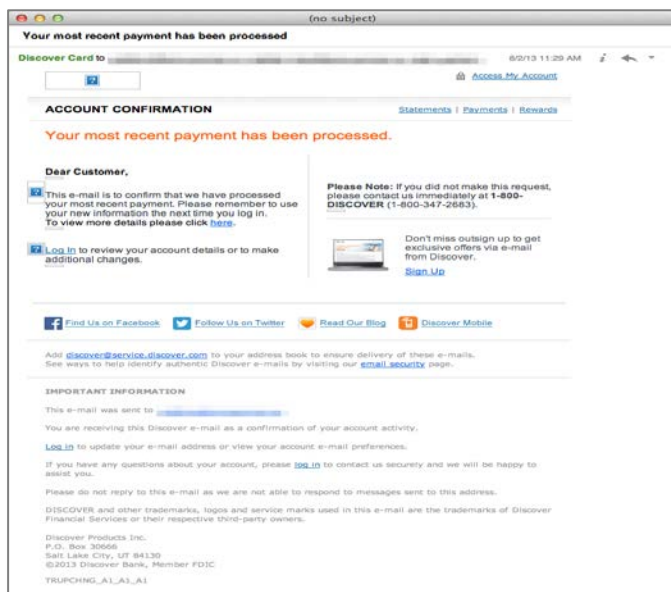 (no subject)
Your most recent payment has been processed
Discover Card to
8/2/13 11:29 AM
Access My Account
ACCOUNT CONFIRMATION
Statements | Payments | Rewards
Your most recent payment has been processed.
Dear Customer,
This e-mail is to confirm that we have processed
your most recent payment. Please remember to use
your new information the next time you log in.
To view more details please click here.
Log In to review your account details or to make
additional changes.
Please Note: If you did not make this request,
please contact us immediately at 1-800-
DISCOVER (1-800-347-2683).
Don't miss outsign up to get
exclusive offers via e-mail
from Discover.
Sign Up
Find Us on Facebook
Follow Us on Twitter
Read Our Blog
Discover Mobile
Add discover@service.discover.com to your address book to ensure delivery of these e-mails.
See ways to help identify authentic Discover e-mails by visiting our email security page.
IMPORTANT INFORMATION
This e-mail was sent to
You are receiving this Discover e-mail as a confirmation of your account activity.
Log in to update your e-mail address or view your account e-mail preferences.
If you have any questions about your account, please log in to contact us securely and we will be happy to
assist you.
Please do not reply to this e-mail as we are not able to respond to messages sent to this address.
DISCOVER and other trademarks, logos and service marks used in this e-mail are the trademarks of Discover
Financial Services or their respective third-party owners.
Discover Products Inc.
P.O. Box 30666
Salt Lake City, UT 84130
©2013 Discover Bank, Member FDIC
TRUPCHNG_A1_A1_A1